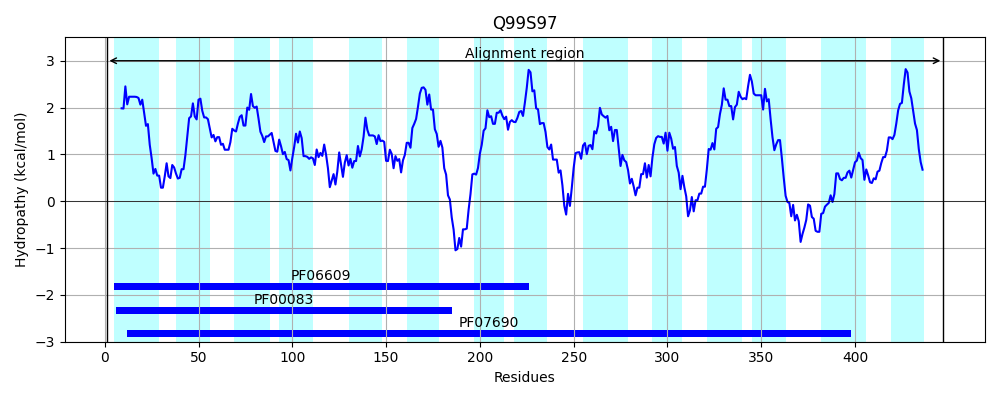 Q99S97
Alignment region
Hydropathy (kcal/mol)
3
2
1
0
−1
−2
−3
PF06609
PF00083
PF07690
0 50 100 150 200 250 300 350 400
Residues